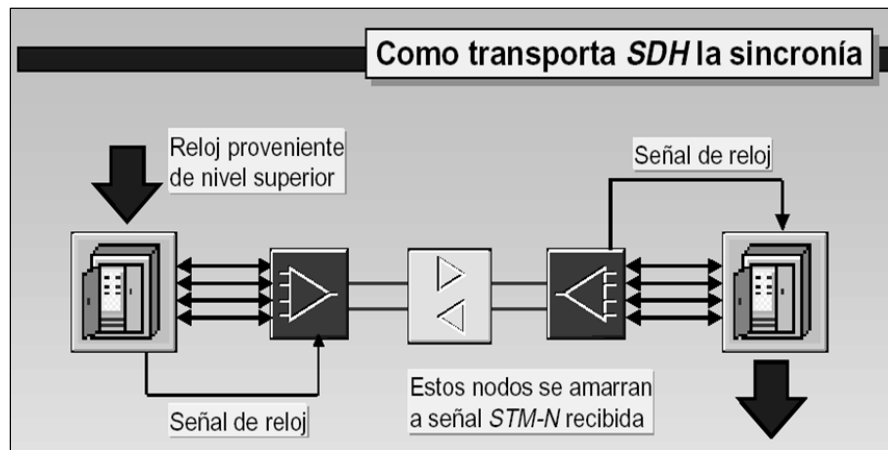 Como transporta SDH la sincronía
Reloj proveniente
de nivel superior
Señal de reloj
Señal de reloj
Estos nodos se amarran
a señal STM-N recibida